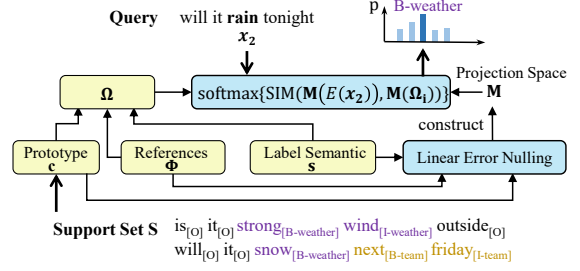 Query will it rain tonight
x₂
p B-weather
Ω
softmax{SIM(M(E(x₂)), M(Ωᵢ))}
Projection Space
M
construct
Prototype
c
References
Φ
Label Semantic
s
Linear Error Nulling
Support Set S is[O] it[O] strong[B-weather] wind[I-weather] outside[O]
will[O] it[O] snow[B-weather] next[B-team] friday[I-team]